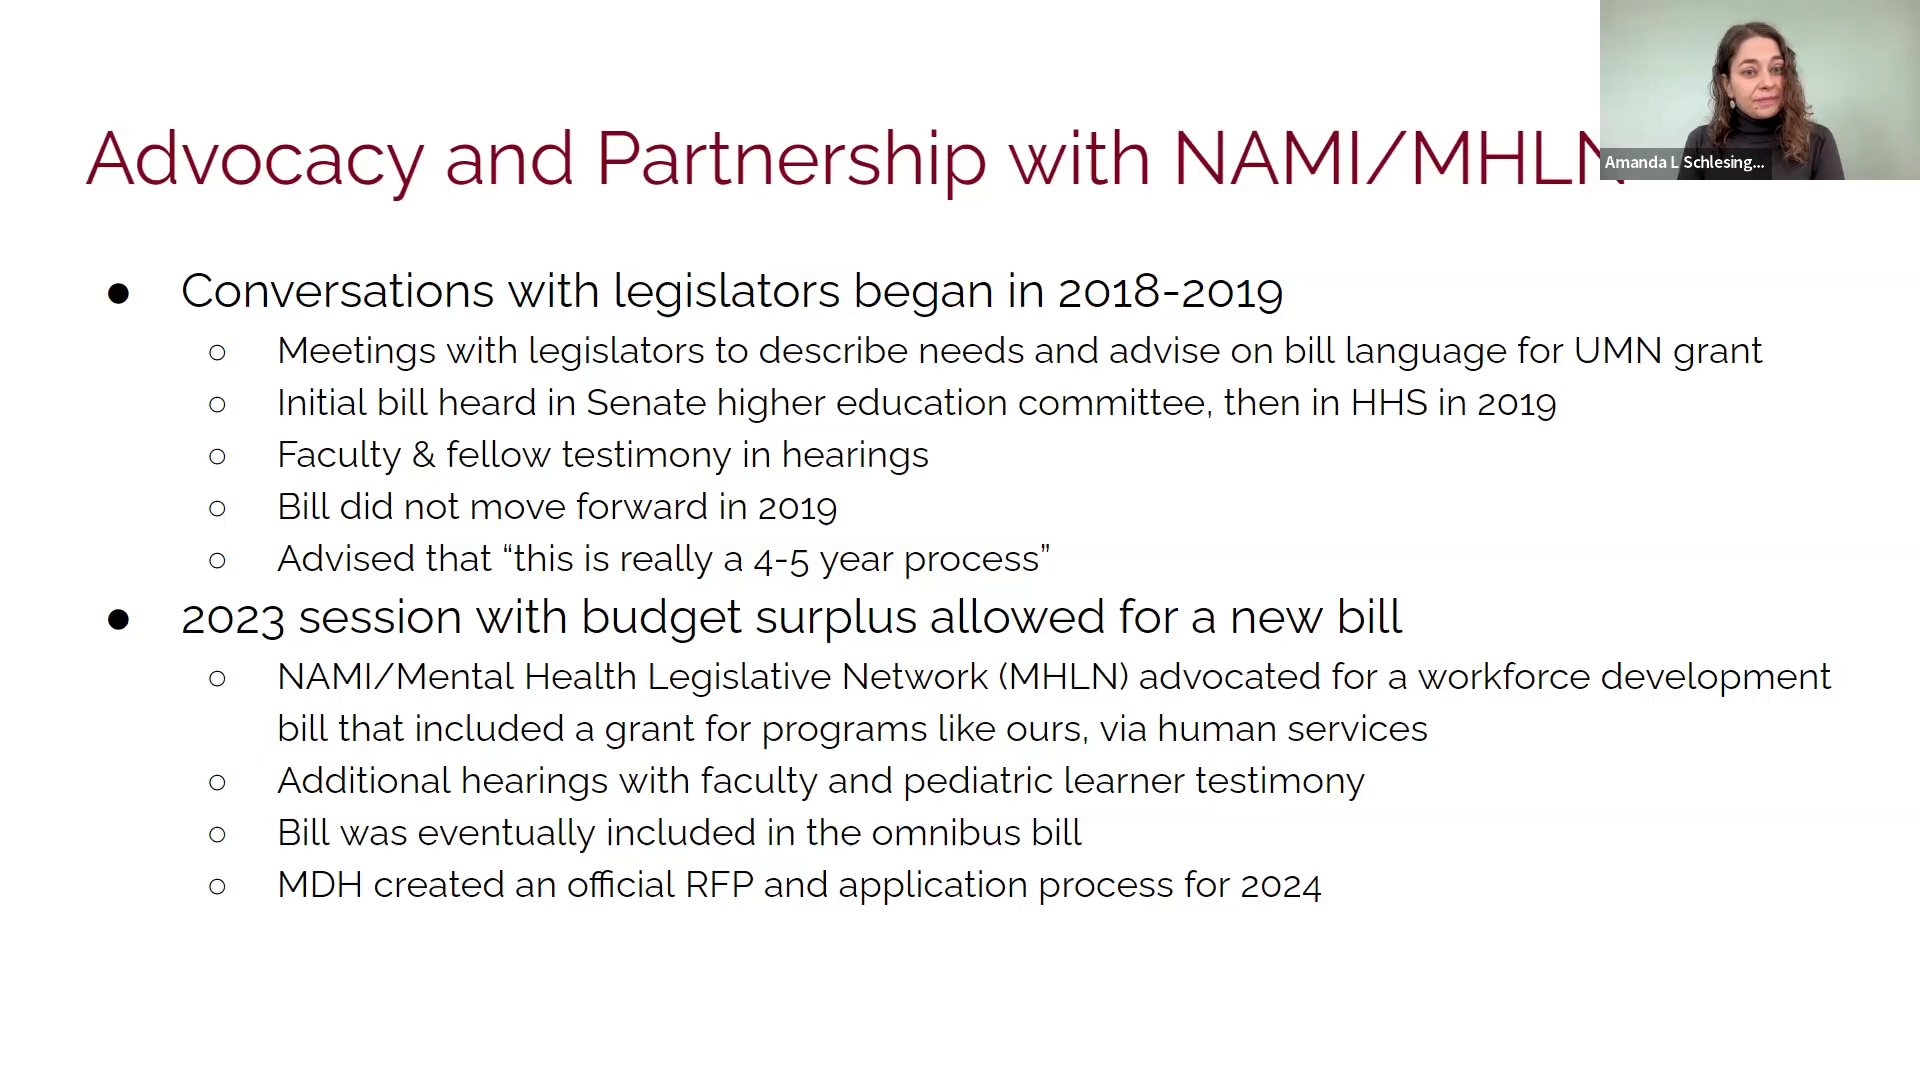 Advocacy and Partnership with NAMI/MHLN
Amanda L Schlesing...
● Conversations with legislators began in 2018-2019
○ Meetings with legislators to describe needs and advise on bill language for UMN grant
○ Initial bill heard in Senate higher education committee, then in HHS in 2019
○ Faculty & fellow testimony in hearings
○ Bill did not move forward in 2019
○ Advised that “this is really a 4-5 year process”
● 2023 session with budget surplus allowed for a new bill
○ NAMI/Mental Health Legislative Network (MHLN) advocated for a workforce development
bill that included a grant for programs like ours, via human services
○ Additional hearings with faculty and pediatric learner testimony
○ Bill was eventually included in the omnibus bill
○ MDH created an official RFP and application process for 2024